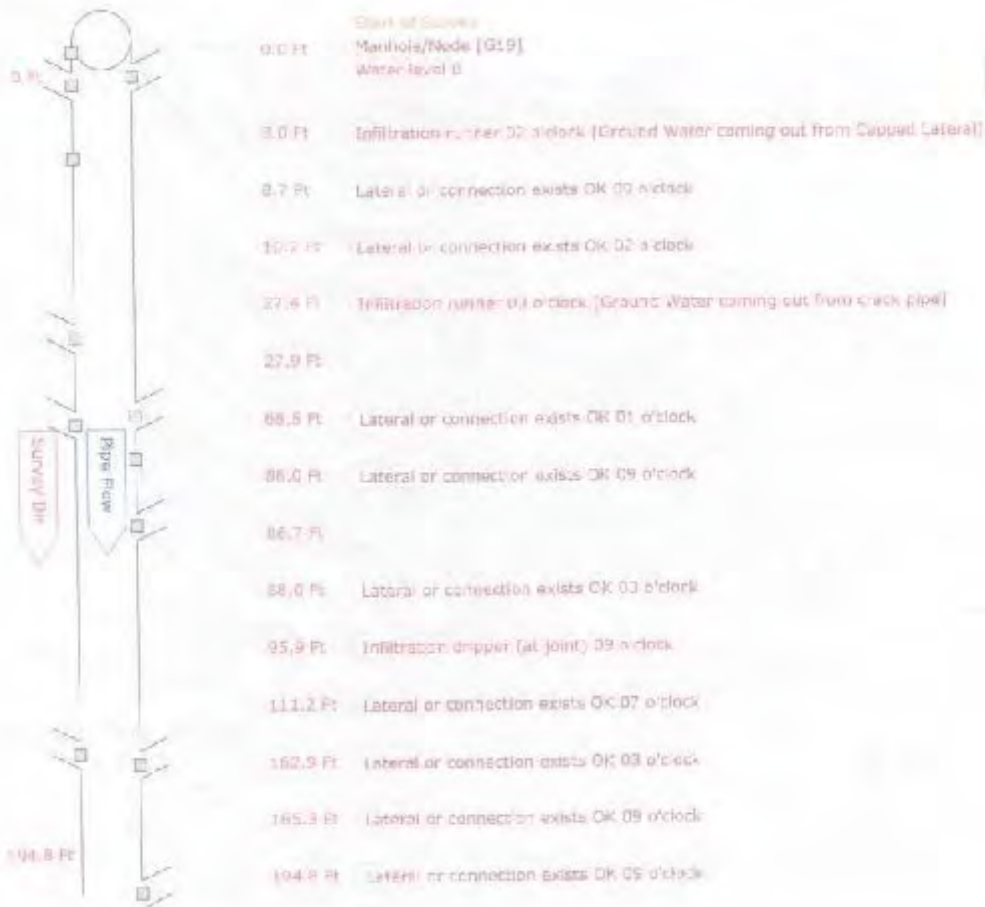 Start of Survey
0.0 Ft Manhole/Node [G19]
Water level 0
0 Ft
3.0 Ft Infiltration runner 02 o'clock [Ground Water coming out from Capped Lateral]
8.7 Ft Lateral or connection exists OK 09 o'clock
Ft Lateral or connection exists OK 02 o'clock
27.4 Ft Infiltration runner 03 o'clock [Ground Water coming out from crack pipe]
27.9 Ft
Ft Lateral or connection exists OK 01 o'clock
86.0 Ft Lateral or connection exists OK 09 o'clock
Survey Dir
Pipe Flow
86.7 Ft
88.0 Ft Lateral or connection exists OK 03 o'clock
95.9 Ft Infiltration dripper (at joint) 09 o'clock
111.2 Ft Lateral or connection exists OK 07 o'clock
162.9 Ft Lateral or connection exists OK 03 o'clock
165.3 Ft Lateral or connection exists OK 09 o'clock
194.8 Ft
194.8 Ft Lateral or connection exists OK 05 o'clock